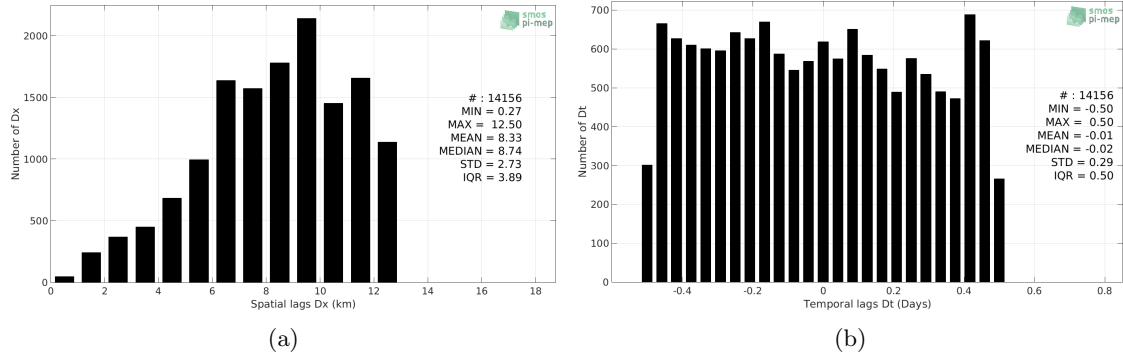 smos
pi-mep
2000
1500
1000
500
0
Number of Dx
# : 14156
MIN = 0.27
MAX = 12.50
MEAN = 8.33
MEDIAN = 8.74
STD = 2.73
IQR = 3.89
0 2 4 6 8 10 12 14 16 18
Spatial lags Dx (km)
(a)
smos
pi-mep
700
600
500
400
300
200
100
0
Number of Dt
# : 14156
MIN = -0.50
MAX = 0.50
MEAN = -0.01
MEDIAN = -0.02
STD = 0.29
IQR = 0.50
-0.4 -0.2 0 0.2 0.4 0.6 0.8
Temporal lags Dt (Days)
(b)